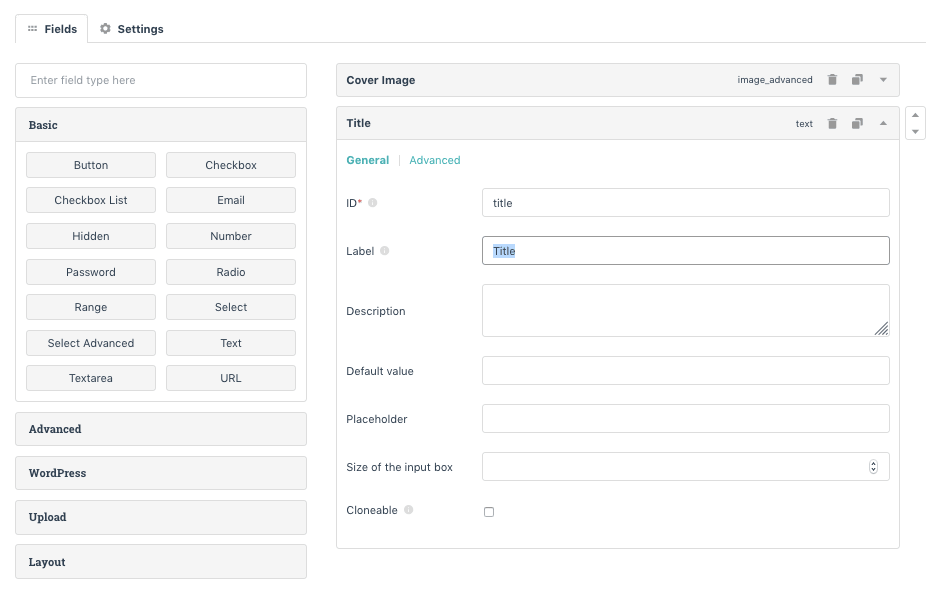 Fields Settings
Enter field type here
Basic
Button Checkbox
Checkbox List Email
Hidden Number
Password Radio
Range Select
Select Advanced Text
Textarea URL
Advanced
WordPress
Upload
Layout
Cover Image image_advanced
Title text
General | Advanced
ID* title
Label Title
Description
Default value
Placeholder
Size of the input box
Cloneable